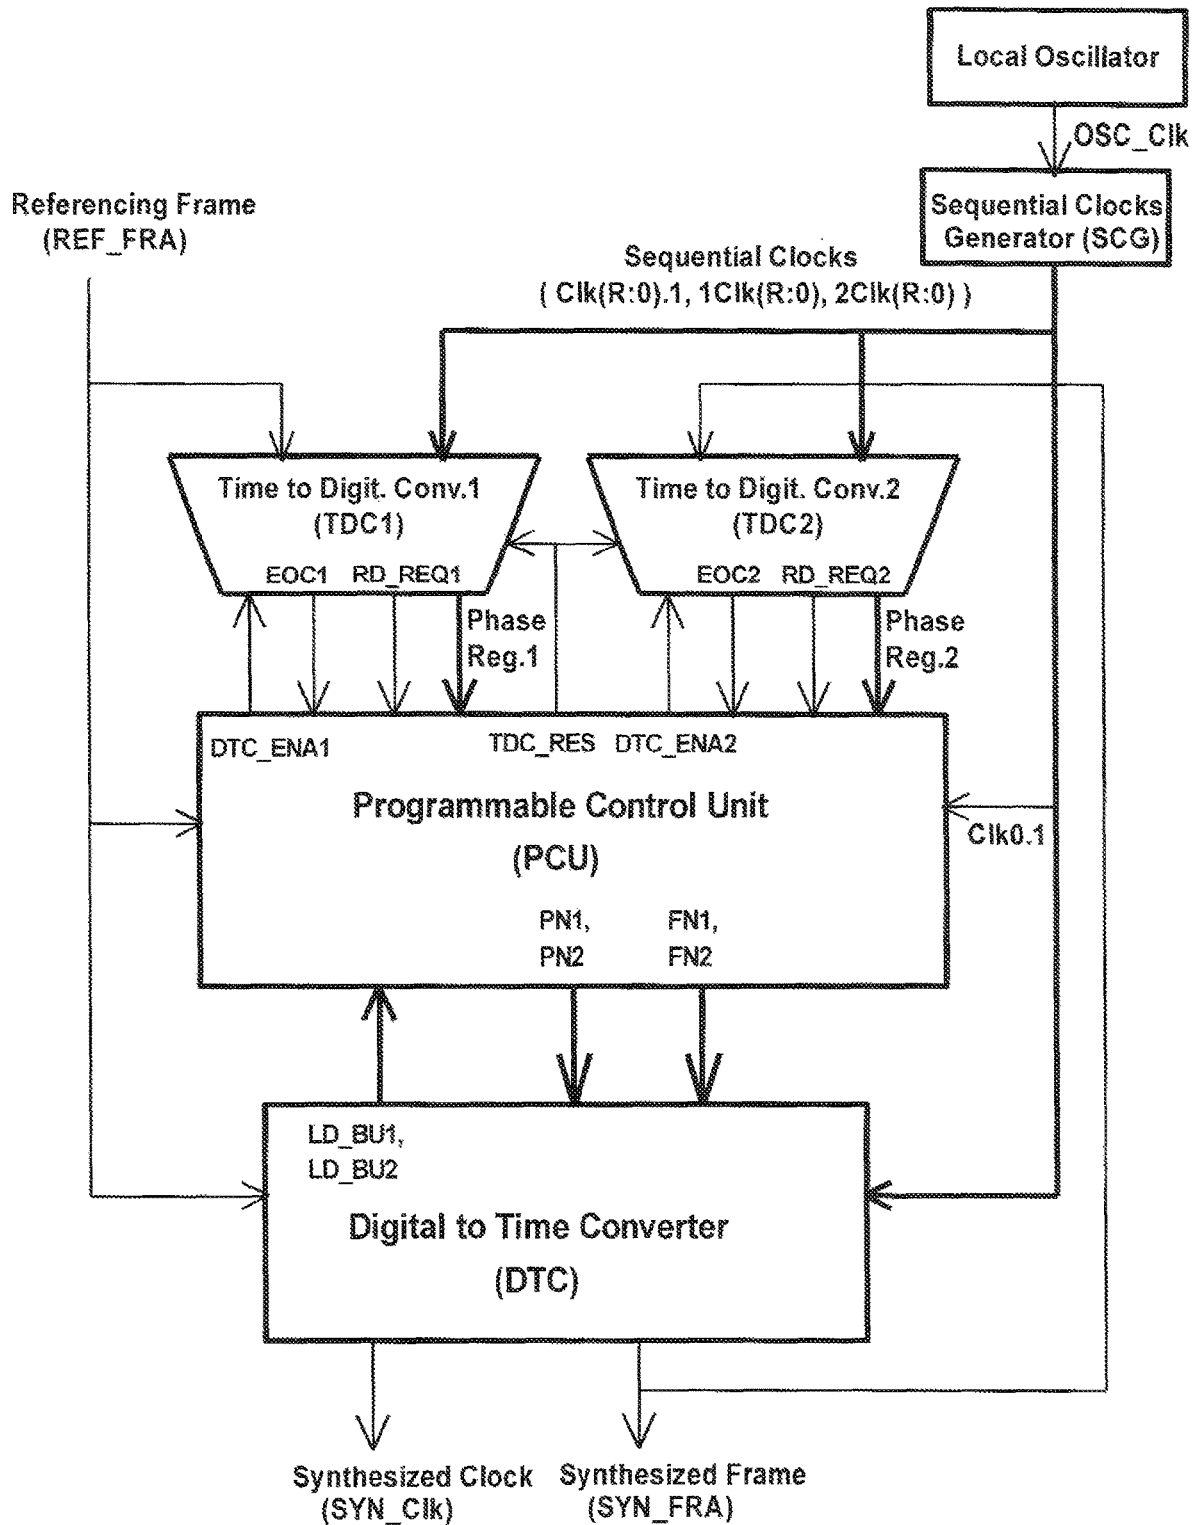 Local Oscillator
OSC_Clk
Referencing Frame
(REF_FRA)
Sequential Clocks
Generator (SCG)
Sequential Clocks
( Clk(R:0).1, 1Clk(R:0), 2Clk(R:0) )
Time to Digit. Conv.1
(TDC1)
EOC1 RD_REQ1
Time to Digit. Conv.2
(TDC2)
EOC2 RD_REQ2
Phase
Reg.1
Phase
Reg.2
DTC_ENA1
TDC_RES
DTC_ENA2
Programmable Control Unit
(PCU)
Clk0.1
PN1,
PN2
FN1,
FN2
LD_BU1,
LD_BU2
Digital to Time Converter
(DTC)
Synthesized Clock
(SYN_Clk)
Synthesized Frame
(SYN_FRA)